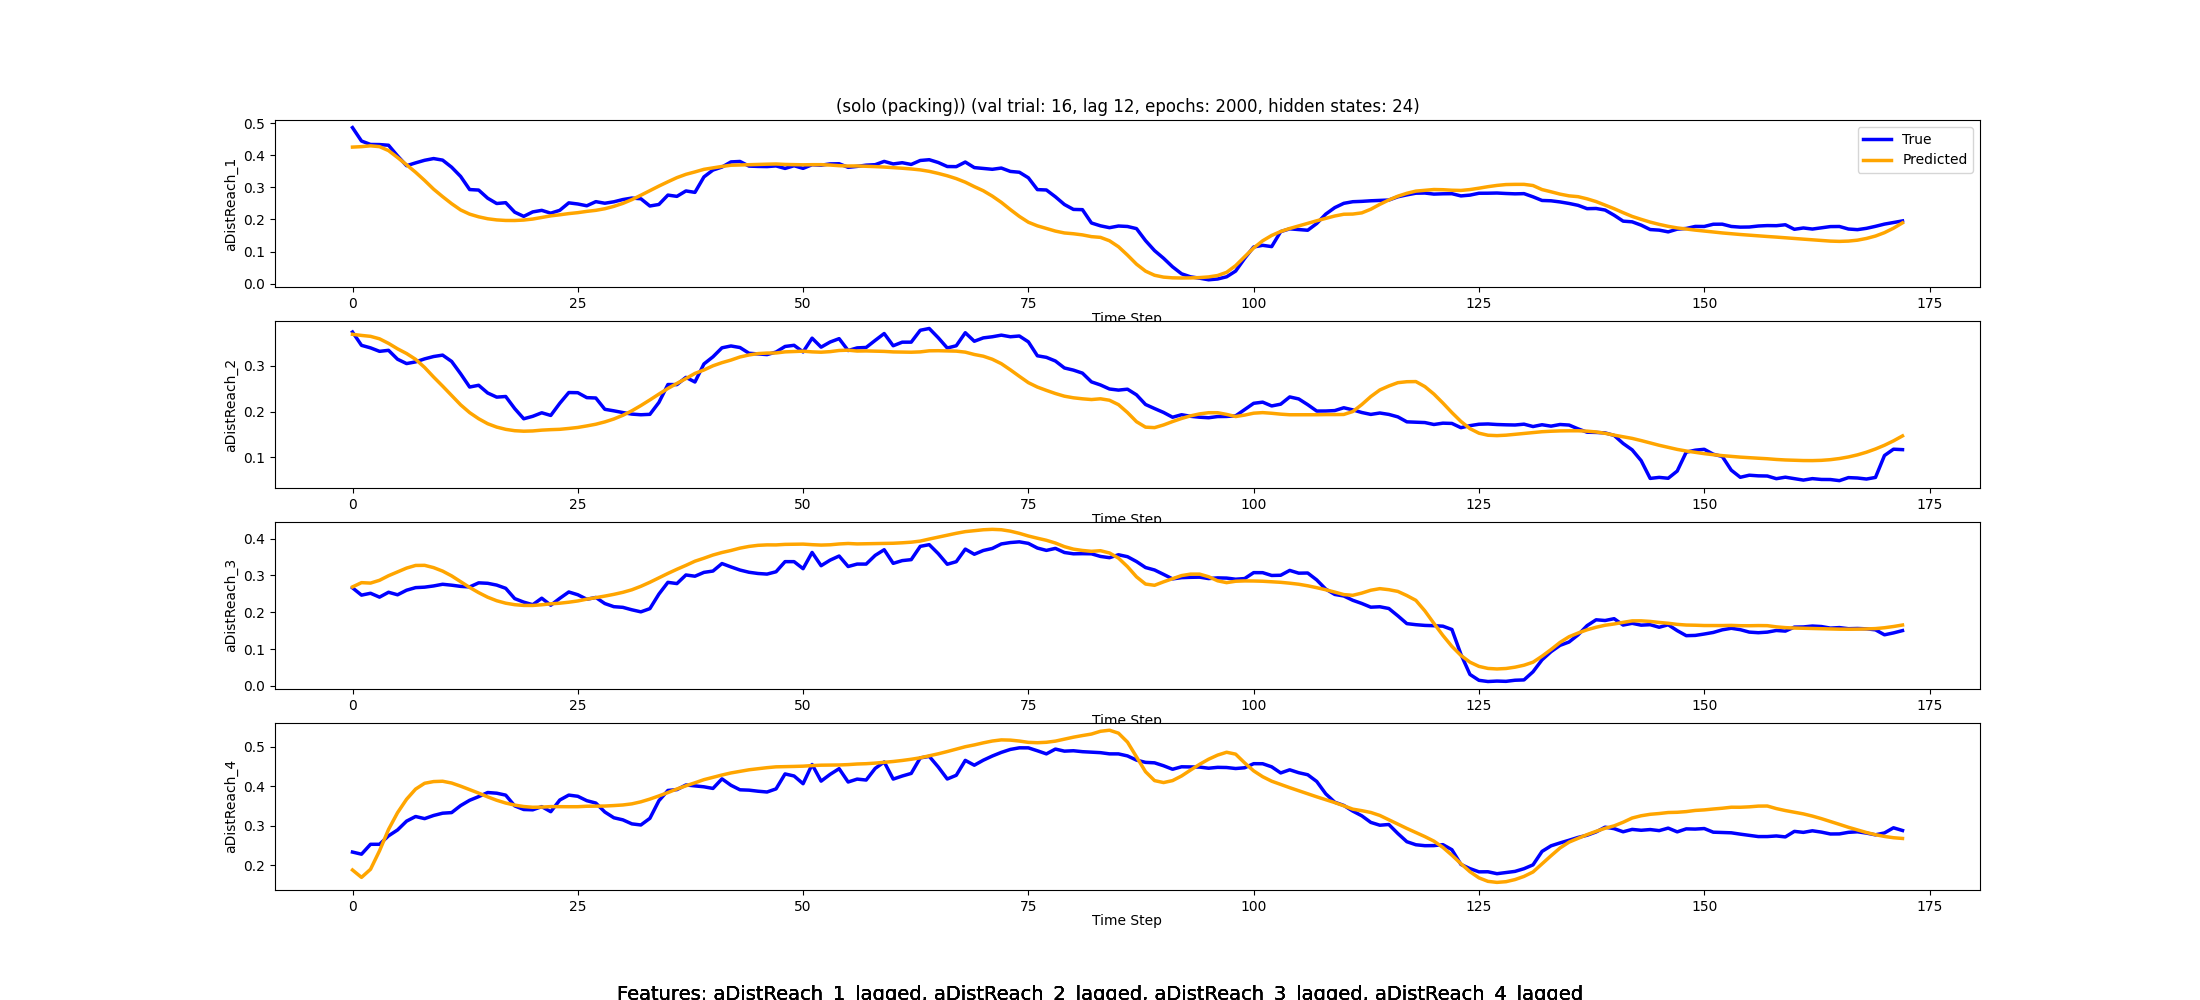 (solo (packing)) (val trial: 16, lag 12, epochs: 2000, hidden states: 24)
aDistReach_1
0.5
0.4
0.3
0.2
0.1
0.0
True
Predicted
0 25 50 75 100 125 150 175
Time Step
aDistReach_2
0.3
0.2
0.1
0 25 50 75 100 125 150 175
Time Step
aDistReach_3
0.4
0.3
0.2
0.1
0.0
0 25 50 75 100 125 150 175
Time Step
aDistReach_4
0.5
0.4
0.3
0.2
0 25 50 75 100 125 150 175
Time Step
Features: aDistReach_1_lagged, aDistReach_2_lagged, aDistReach_3_lagged, aDistReach_4_lagged